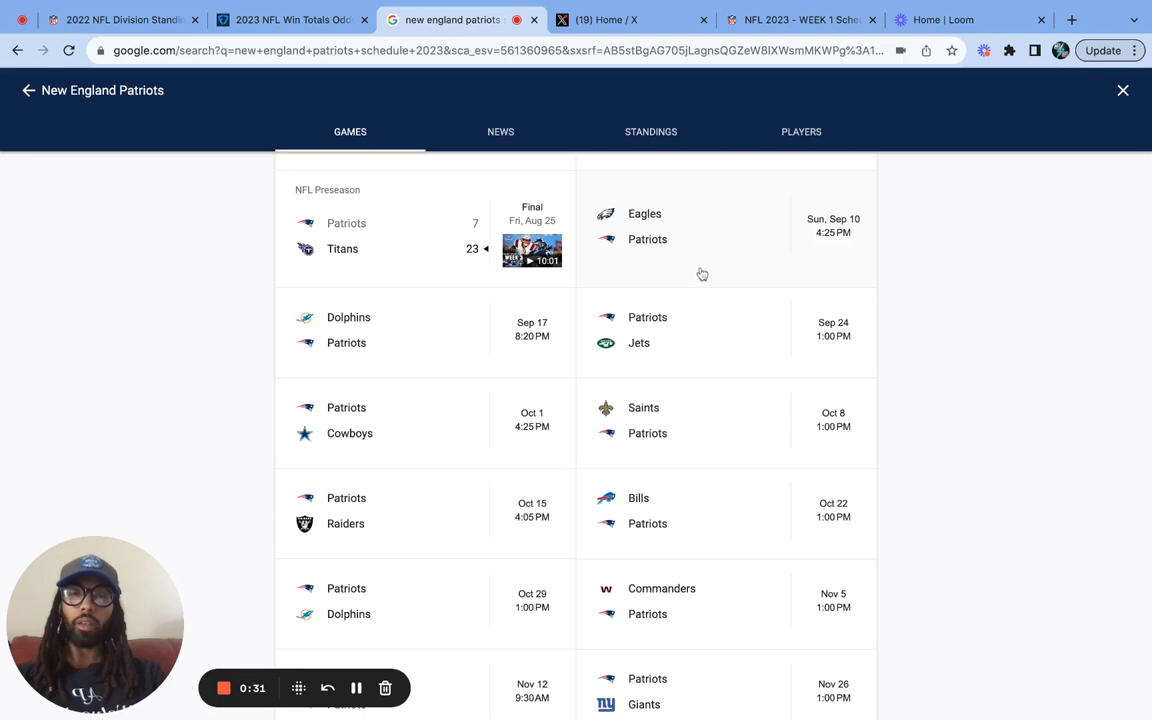 2022 NFL Division Standin
2023 NFL Win Totals Odd
new england patriots s
(19) Home / X
NFL 2023 - WEEK 1 Sche
Home | Loom
google.com/search?q=new+england+patriots+schedule+2023&sca_esv=561360965&sxsrf=AB5stBgAG705jLagnsQGZeW8IXWsmMKWPg%3A1...
Update
New England Patriots
GAMES
NEWS
STANDINGS
PLAYERS
NFL Preseason
Patriots 7
Titans 23
Final
Fri, Aug 25
10:01
Eagles
Patriots
Sun, Sep 10
4:25 PM
Dolphins
Patriots
Sep 17
8:20 PM
Patriots
Jets
Sep 24
1:00 PM
Patriots
Cowboys
Oct 1
4:25 PM
Saints
Patriots
Oct 8
1:00 PM
Patriots
Raiders
Oct 15
4:05 PM
Bills
Patriots
Oct 22
1:00 PM
Patriots
Dolphins
Oct 29
1:00 PM
Commanders
Patriots
Nov 5
1:00 PM
Nov 12
9:30 AM
Patriots
Giants
Nov 26
1:00 PM
0:31